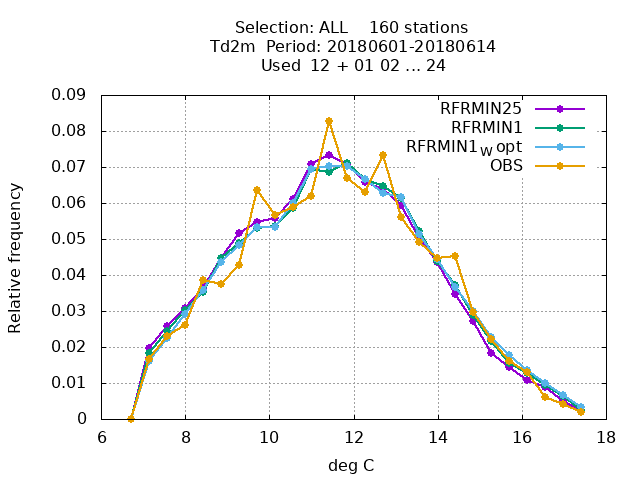 Selection: ALL    160 stations
Td2m  Period: 20180601-20180614
Used  12 + 01 02 ... 24
0.09
0.08
0.07
0.06
0.05
0.04
0.03
0.02
0.01
0
Relative frequency
RFRMIN25
RFRMIN1
RFRMIN1wopt
OBS
6 8 10 12 14 16 18
deg C